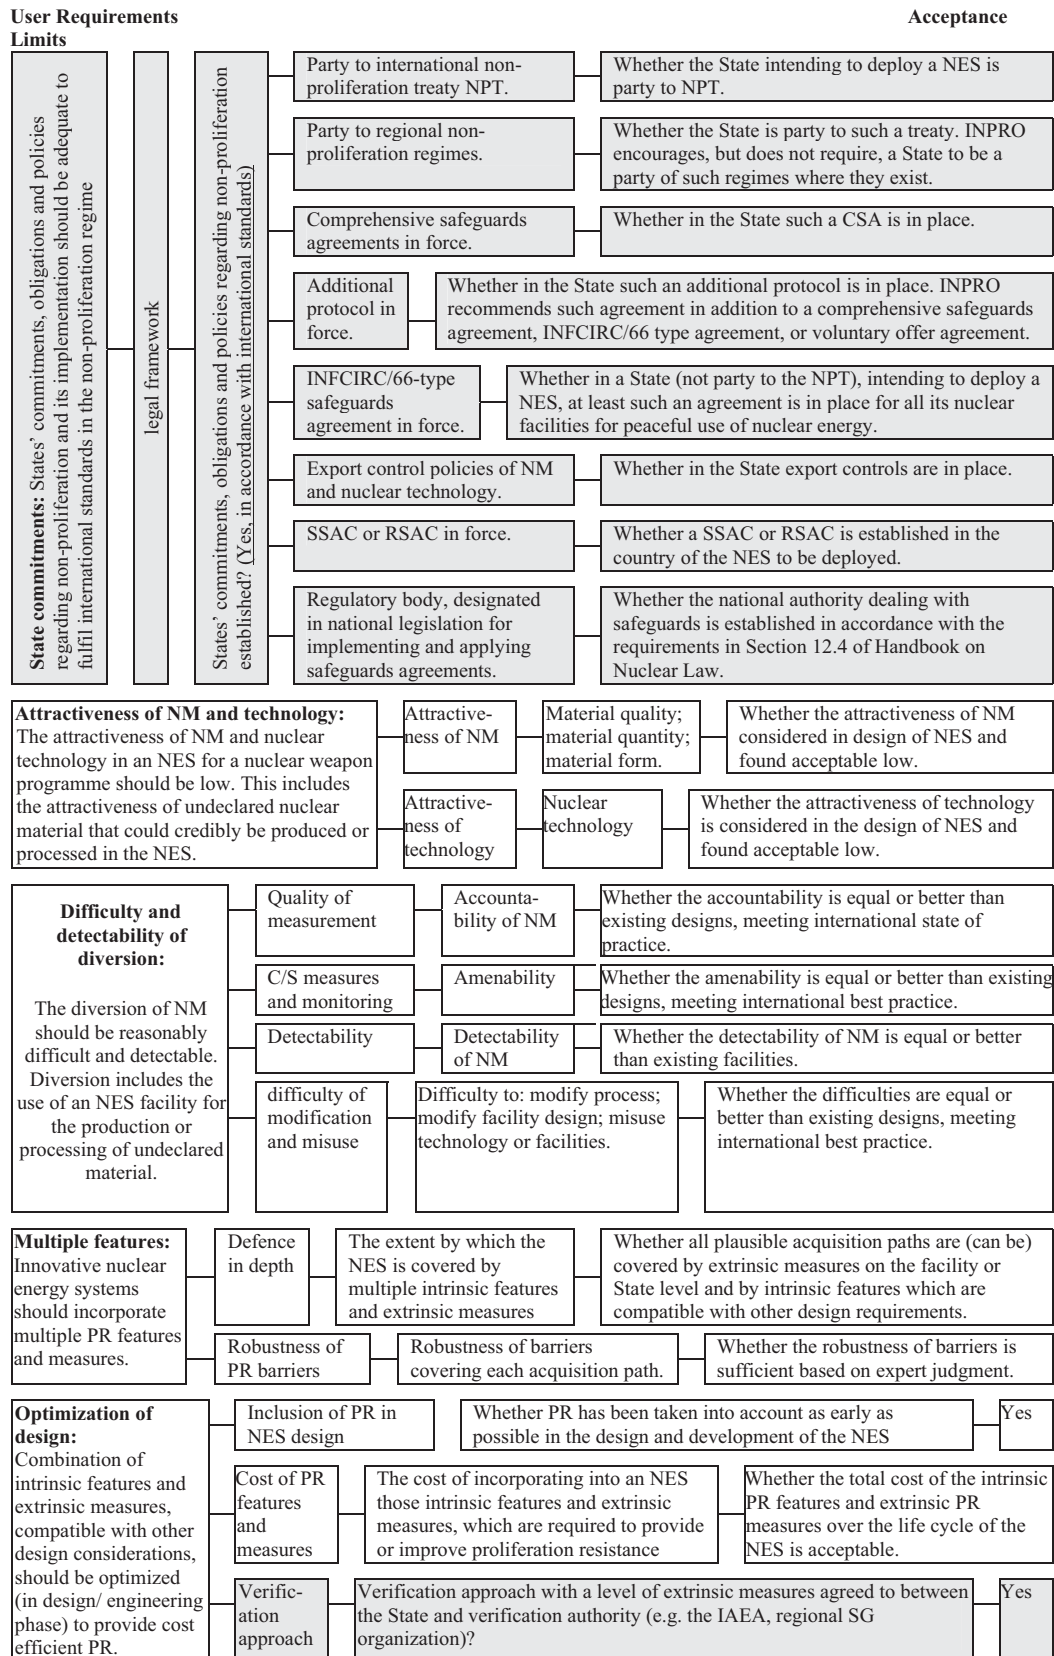 User Requirements
Limits
Acceptance
State commitments: States' commitments, obligations and policies
regarding non-proliferation and its implementation should be adequate to
fulfil international standards in the non-proliferation regime
legal framework
States' commitments, obligations and policies regarding non-proliferation
established? (Yes, in accordance with international standards)
Party to international non-
proliferation treaty NPT.
Whether the State intending to deploy a NES is
party to NPT.
Party to regional non-
proliferation regimes.
Whether the State is party to such a treaty. INPRO
encourages, but does not require, a State to be a
party of such regimes where they exist.
Comprehensive safeguards
agreements in force.
Whether in the State such a CSA is in place.
Additional
protocol in
force.
Whether in the State such an additional protocol is in place. INPRO
recommends such agreement in addition to a comprehensive safeguards
agreement, INFCIRC/66 type agreement, or voluntary offer agreement.
INFCIRC/66-type
safeguards
agreement in force.
Whether in a State (not party to the NPT), intending to deploy a
NES, at least such an agreement is in place for all its nuclear
facilities for peaceful use of nuclear energy.
Export control policies of NM
and nuclear technology.
Whether in the State export controls are in place.
SSAC or RSAC in force.
Whether a SSAC or RSAC is established in the
country of the NES to be deployed.
Regulatory body, designated
in national legislation for
implementing and applying
safeguards agreements.
Whether the national authority dealing with
safeguards is established in accordance with the
requirements in Section 12.4 of Handbook on
Nuclear Law.
Attractiveness of NM and technology:
The attractiveness of NM and nuclear
technology in an NES for a nuclear weapon
programme should be low. This includes
the attractiveness of undeclared nuclear
material that could credibly be produced or
processed in the NES.
Attractive-
ness of NM
Material quality;
material quantity;
material form.
Whether the attractiveness of NM
considered in design of NES and
found acceptable low.
Attractive-
ness of
technology
Nuclear
technology
Whether the attractiveness of technology
is considered in the design of NES and
found acceptable low.
Difficulty and
detectability of
diversion:
The diversion of NM
should be reasonably
difficult and detectable.
Diversion includes the
use of an NES facility for
the production or
processing of undeclared
material.
Quality of
measurement
Accounta-
bility of NM
Whether the accountability is equal or better than
existing designs, meeting international state of
practice.
C/S measures
and monitoring
Amenability
Whether the amenability is equal or better than existing
designs, meeting international best practice.
Detectability
Detectability
of NM
Whether the detectability of NM is equal or better
than existing facilities.
difficulty of
modification
and misuse
Difficulty to: modify process;
modify facility design; misuse
technology or facilities.
Whether the difficulties are equal or
better than existing designs, meeting
international best practice.
Multiple features:
Innovative nuclear
energy systems
should incorporate
multiple PR features
and measures.
Defence
in depth
The extent by which the
NES is covered by
multiple intrinsic features
and extrinsic measures
Whether all plausible acquisition paths are (can be)
covered by extrinsic measures on the facility or
State level and by intrinsic features which are
compatible with other design requirements.
Robustness of
PR barriers
Robustness of barriers
covering each acquisition path.
Whether the robustness of barriers is
sufficient based on expert judgment.
Optimization of
design:
Combination of
intrinsic features and
extrinsic measures,
compatible with other
design considerations,
should be optimized
(in design/ engineering
phase) to provide cost
efficient PR.
Inclusion of PR in
NES design
Whether PR has been taken into account as early as
possible in the design and development of the NES
Yes
Cost of PR
features
and
measures
The cost of incorporating into an NES
those intrinsic features and extrinsic
measures, which are required to provide
or improve proliferation resistance
Whether the total cost of the intrinsic
PR features and extrinsic PR
measures over the life cycle of the
NES is acceptable.
Verific-
ation
approach
Verification approach with a level of extrinsic measures agreed to between
the State and verification authority (e.g. the IAEA, regional SG
organization)?
Yes